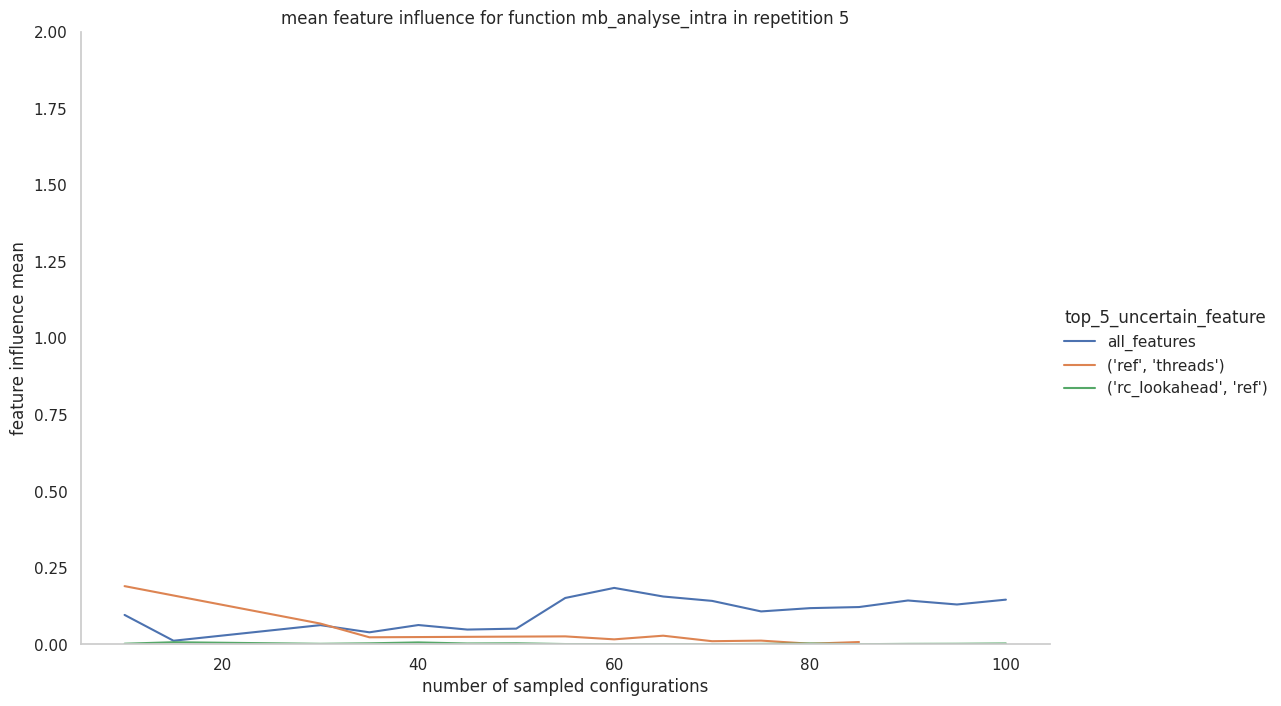 mean feature influence for function mb_analyse_intra in repetition 5
2.00
1.75
1.50
1.25
1.00
0.75
0.50
0.25
0.00
feature influence mean
20
40
60
80
100
number of sampled configurations
top_5_uncertain_feature
all_features
('ref', 'threads')
('rc_lookahead', 'ref')